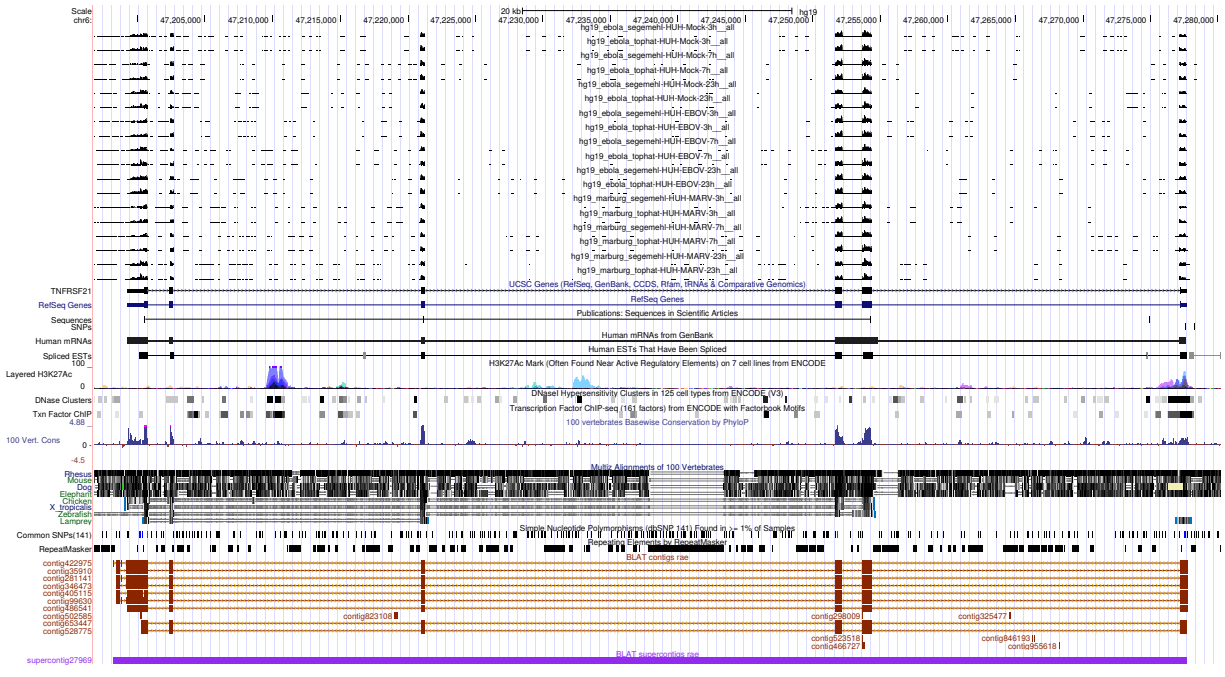 Scale 20 kb hg19
chr6: 47,205,000 47,210,000 47,215,000 47,220,000 47,225,000 47,230,000 47,235,000 47,240,000 47,245,000 47,250,000 47,255,000 47,260,000 47,265,000 47,270,000 47,275,000 47,280,000
hg19_ebola_segemehl-HUH-Mock-3h__all
hg19_ebola_tophat-HUH-Mock-3h__all
hg19_ebola_segemehl-HUH-Mock-7h__all
hg19_ebola_tophat-HUH-Mock-7h__all
hg19_ebola_segemehl-HUH-Mock-23h__all
hg19_ebola_tophat-HUH-Mock-23h__all
hg19_ebola_segemehl-HUH-EBOV-3h__all
hg19_ebola_tophat-HUH-EBOV-3h__all
hg19_ebola_segemehl-HUH-EBOV-7h__all
hg19_ebola_tophat-HUH-EBOV-7h__all
hg19_ebola_segemehl-HUH-EBOV-23h__all
hg19_ebola_tophat-HUH-EBOV-23h__all
hg19_marburg_segemehl-HUH-MARV-3h__all
hg19_marburg_tophat-HUH-MARV-3h__all
hg19_marburg_segemehl-HUH-MARV-7h__all
hg19_marburg_tophat-HUH-MARV-7h__all
hg19_marburg_segemehl-HUH-MARV-23h__all
hg19_marburg_tophat-HUH-MARV-23h__all
UCSC Genes (RefSeq, GenBank, CCDS, Rfam, tRNAs & Comparative Genomics)
TNFRSF21
RefSeq Genes
RefSeq Genes
Publications: Sequences in Scientific Articles
Sequences
SNPs
Human mRNAs from GenBank
Human mRNAs
Human ESTs That Have Been Spliced
Spliced ESTs
H3K27Ac Mark (Often Found Near Active Regulatory Elements) on 7 cell lines from ENCODE
100
Layered H3K27Ac
0
DNaseI Hypersensitivity Clusters in 125 cell types from ENCODE (V3)
DNase Clusters
Transcription Factor ChIP-seq (161 factors) from ENCODE with Factorbook Motifs
Txn Factor ChIP
100 vertebrates Basewise Conservation by PhyloP
4.88
100 Vert. Cons
0
-4.5
Multiz Alignments of 100 Vertebrates
Rhesus
Mouse
Dog
Elephant
Chicken
X_tropicalis
Zebrafish
Lamprey
Simple Nucleotide Polymorphisms (dbSNP 141) Found in >= 1% of Samples
Common SNPs(141)
Repeating Elements by RepeatMasker
RepeatMasker
BLAT contigs rae
contig422975
contig35910
contig281141
contig346473
contig405115
contig99630
contig486541
contig502585 contig823108 contig298009 contig325477
contig653447
contig528775
contig523518 contig846193
contig466727 contig955618
BLAT supercontigs rae
supercontig27969